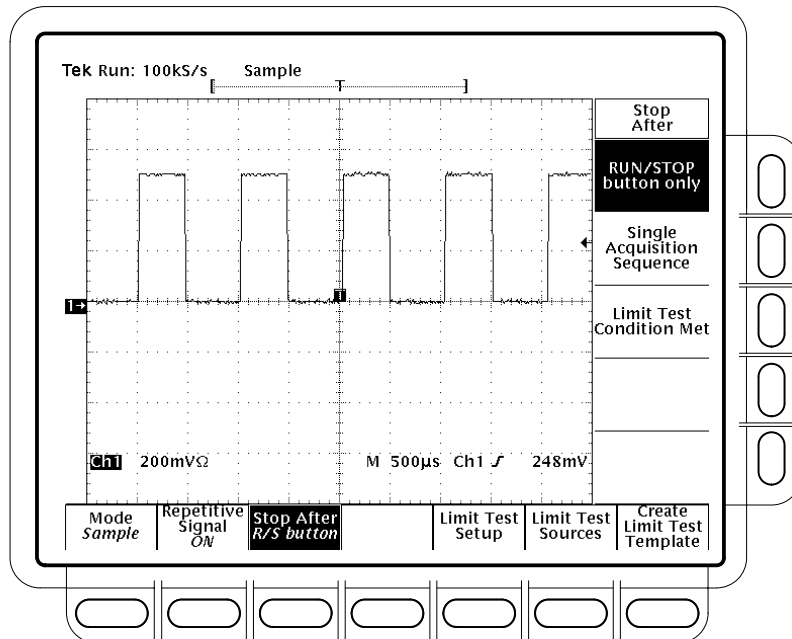 Tek Run: 100kS/s Sample
[ T ]
Stop
After
RUN/STOP
button only
Single
Acquisition
Sequence
Limit Test
Condition Met
T
1→
Ch1 200mVΩ M 500µs Ch1 248mV
Mode
Sample
Repetitive
Signal
ON
Stop After
R/S button
Limit Test
Setup
Limit Test
Sources
Create
Limit Test
Template